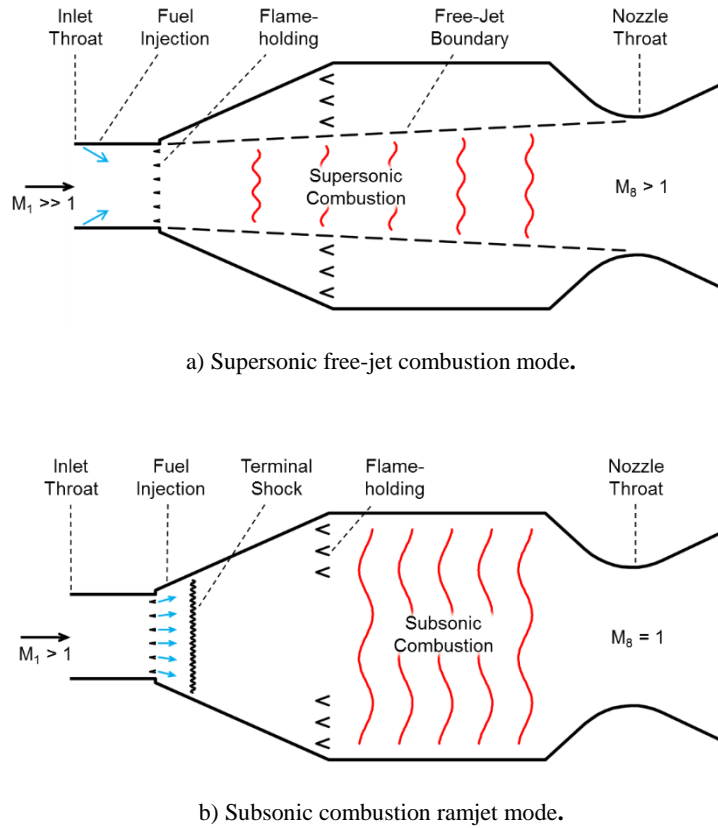 Inlet
Throat
Fuel
Injection
Flame-
holding
Free-Jet
Boundary
Nozzle
Throat
M1 >> 1
Supersonic
Combustion
M8 > 1
a) Supersonic free-jet combustion mode.
Inlet
Throat
Fuel
Injection
Terminal
Shock
Flame-
holding
Nozzle
Throat
M1 > 1
Subsonic
Combustion
M8 = 1
b) Subsonic combustion ramjet mode.